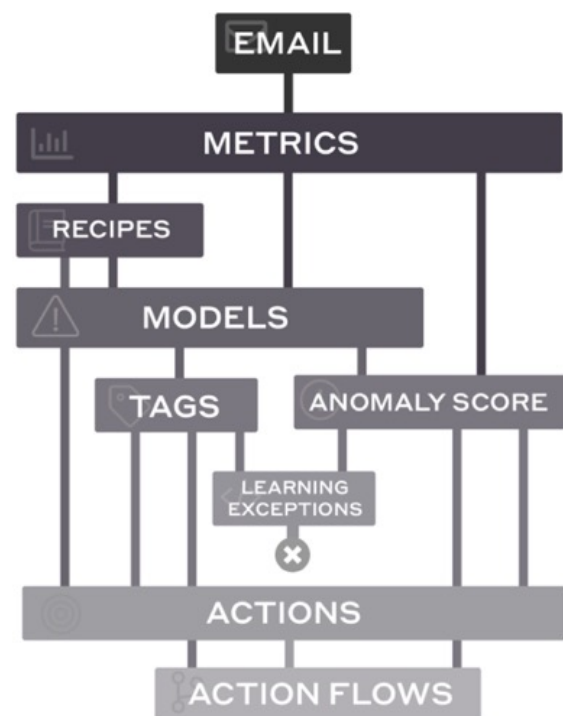 EMAIL
METRICS
RECIPES
MODELS
TAGS
ANOMALY SCORE
LEARNING
EXCEPTIONS
ACTIONS
ACTION FLOWS